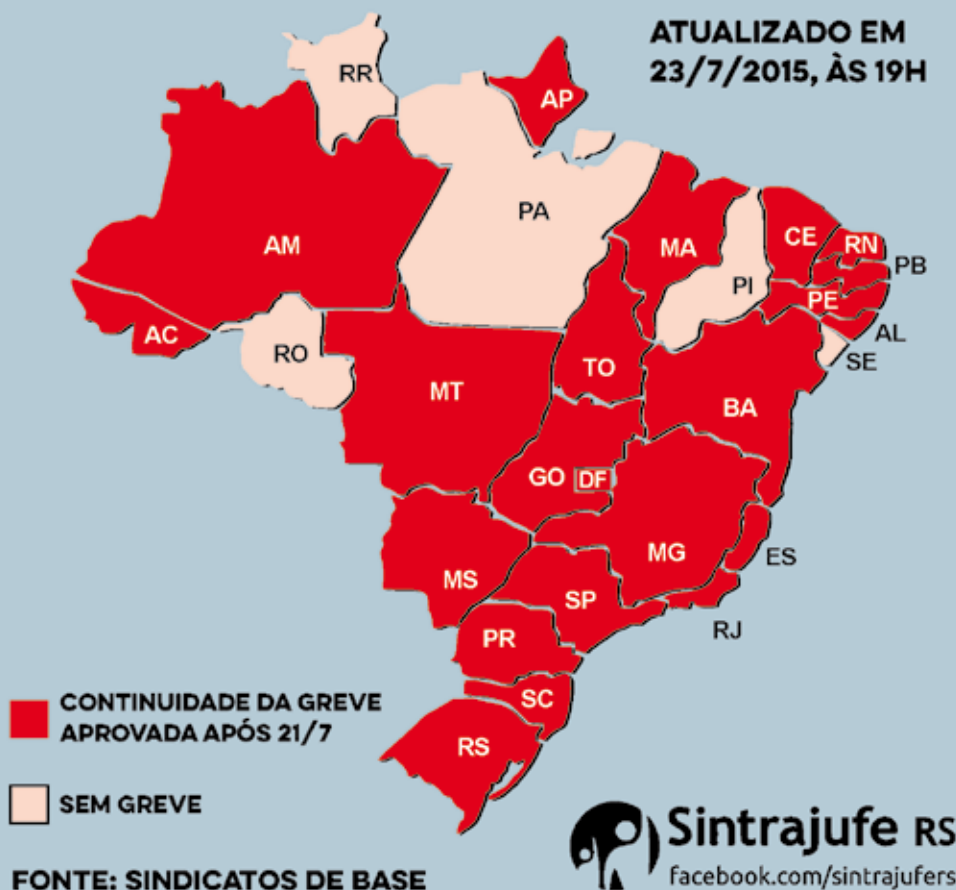 ATUALIZADO EM
23/7/2015, ÀS 19H
RR
AP
PA
AM
MA
CE
RN
PB
PI
PE
AL
SE
AC
RO
TO
MT
BA
GO
DF
MG
ES
MS
SP
RJ
PR
SC
RS
CONTINUIDADE DA GREVE
APROVADA APÓS 21/7
SEM GREVE
FONTE: SINDICATOS DE BASE
Sintrajufe RS
facebook.com/sintrajufers